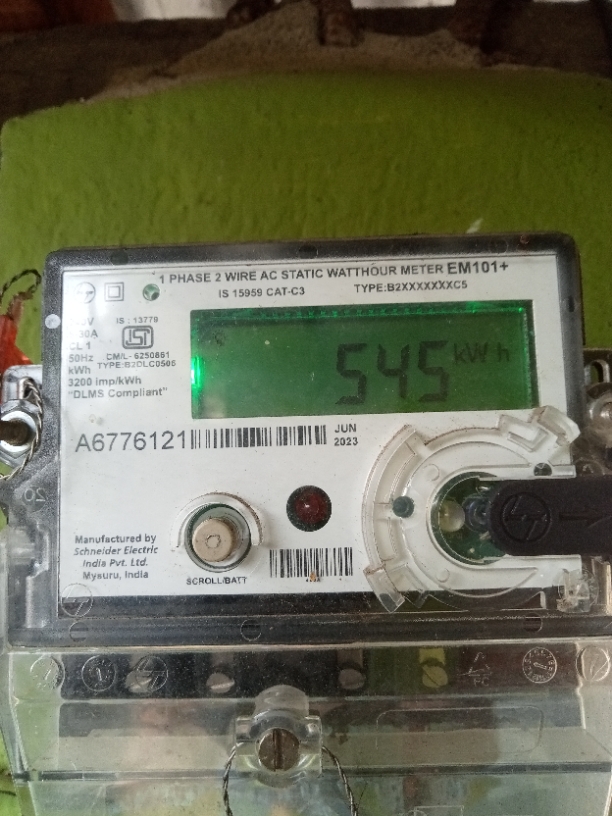 1 PHASE 2 WIRE AC STATIC WATTHOUR METER EM101+
IS 15959 CAT-C3 TYPE:B2XXXXXXXC5
IS : 13779
CM/L- 6250861
TYPE:B2DLC0505
50Hz
kWh
3200 imp/kWh
"DLMS Compliant"
545 kWh
A6776121
JUN
2023
Manufactured by
Schneider Electric
India Pvt. Ltd.
Mysuru, India
SCROLL/BATT